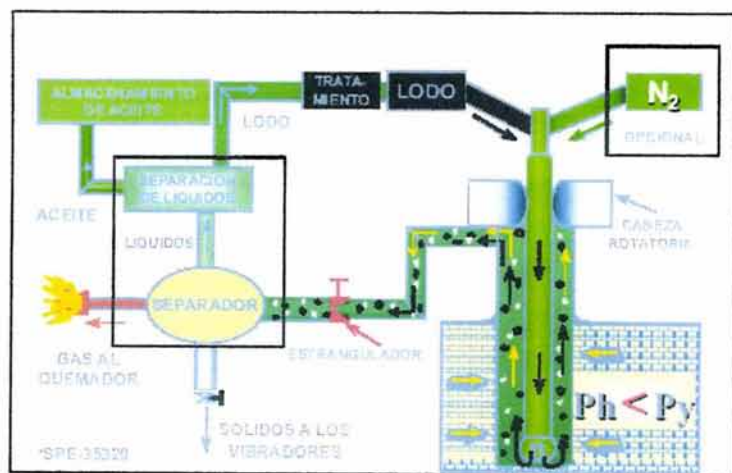 ALMACENAMIENTO
DE ACEITE
LODO
TRATA-
MIENTO
LODO
N₂
OPCIONAL
SEPARADOR
DE LIQUIDOS
ACEITE
LIQUIDOS
CABEZA
ROTATORIA
SEPARADOR
ESTRANGULADOR
GAS AL
QUEMADOR
Ph < Py
SOLIDOS A LOS
VIBRADORES
*SPE-35320